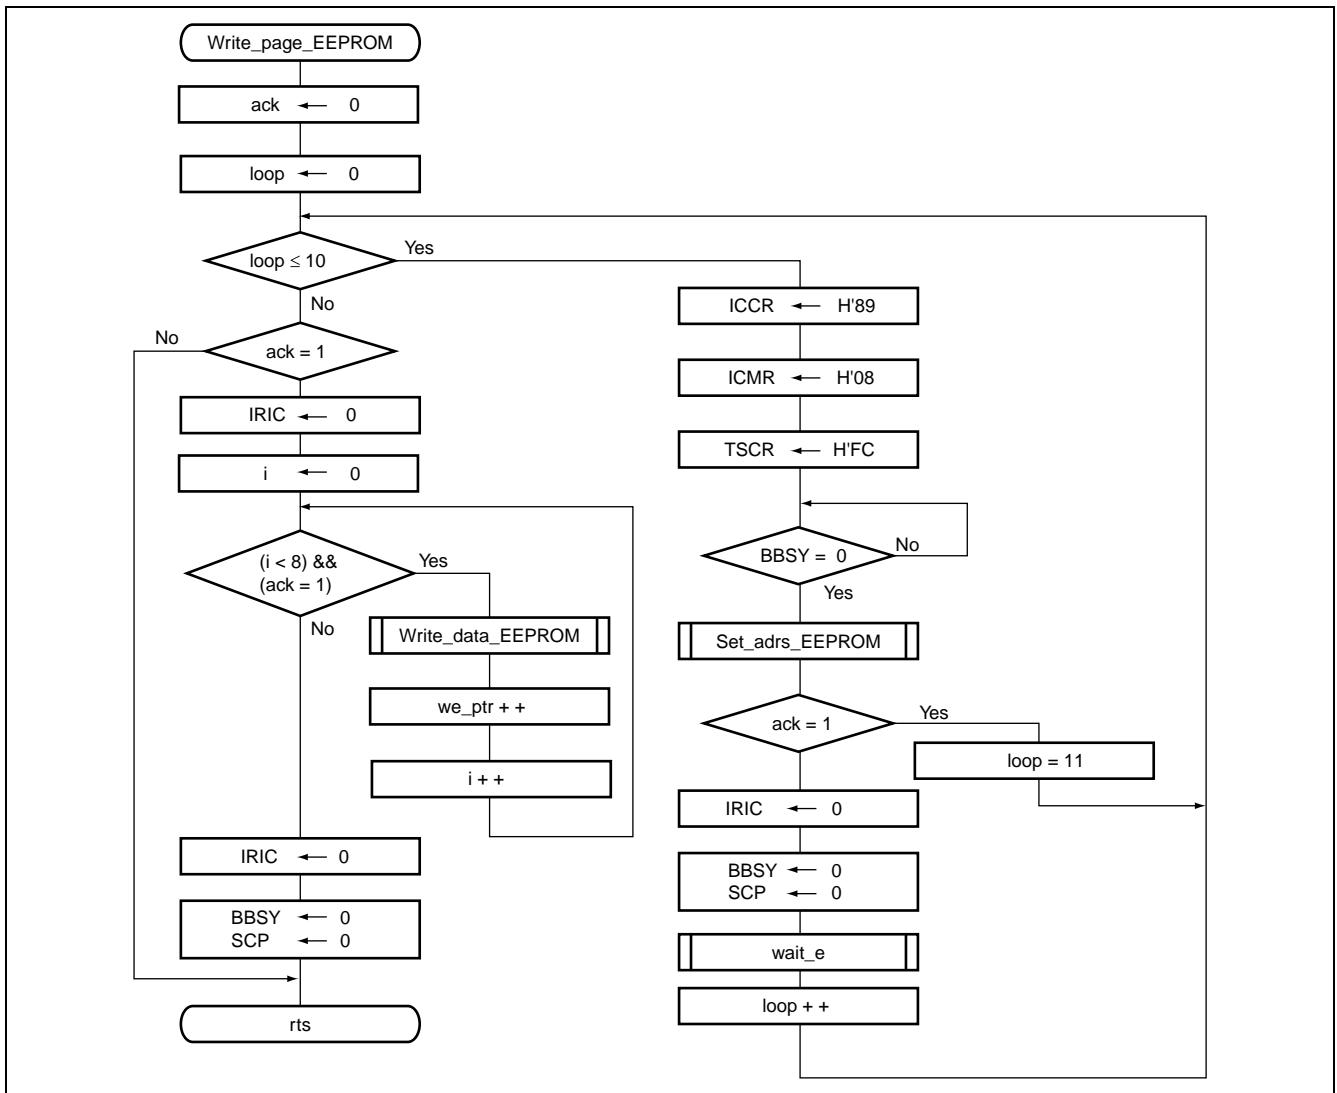 Write_page_EEPROM
ack ← 0
loop ← 0
loop ≤ 10
Yes
No
ack = 1
No
IRIC ← 0
i ← 0
(i < 8) &&
(ack = 1)
Yes
No
Write_data_EEPROM
we_ptr + +
i + +
IRIC ← 0
BBSY ← 0
SCP ← 0
rts
ICCR ← H'89
ICMR ← H'08
TSCR ← H'FC
BBSY = 0
No
Yes
Set_adrs_EEPROM
ack = 1
Yes
loop = 11
IRIC ← 0
BBSY ← 0
SCP ← 0
wait_e
loop + +